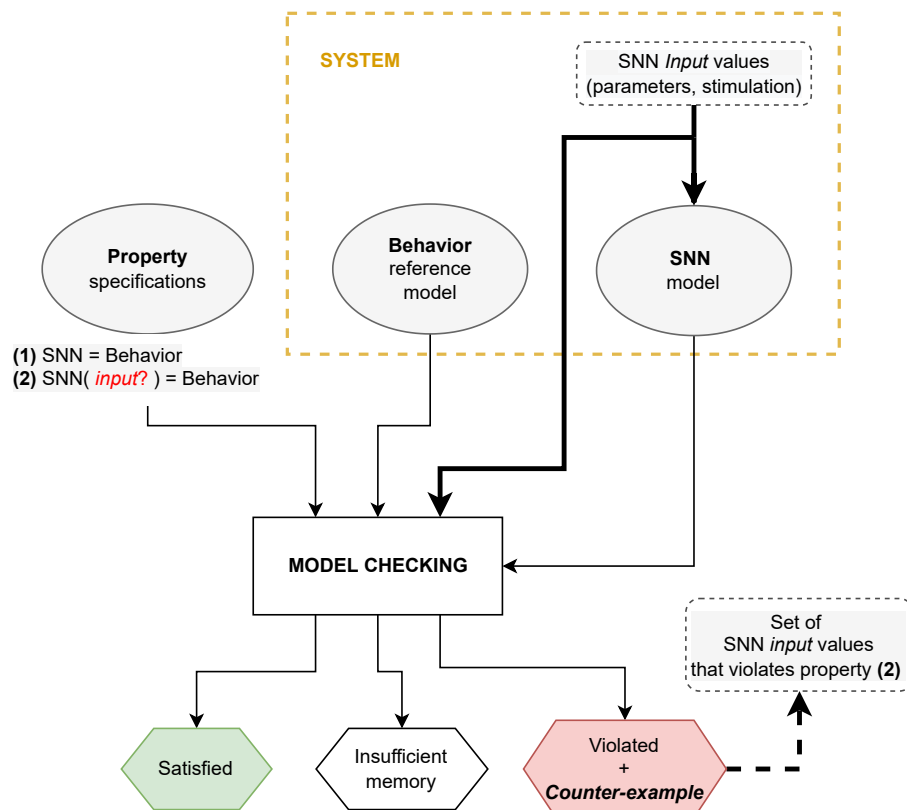 SYSTEM
SNN Input values
(parameters, stimulation)
Property
specifications
Behavior
reference
model
SNN
model
(1) SNN = Behavior
(2) SNN( input? ) = Behavior
MODEL CHECKING
Set of
SNN input values
that violates property (2)
Satisfied
Insufficient
memory
Violated
+
Counter-example